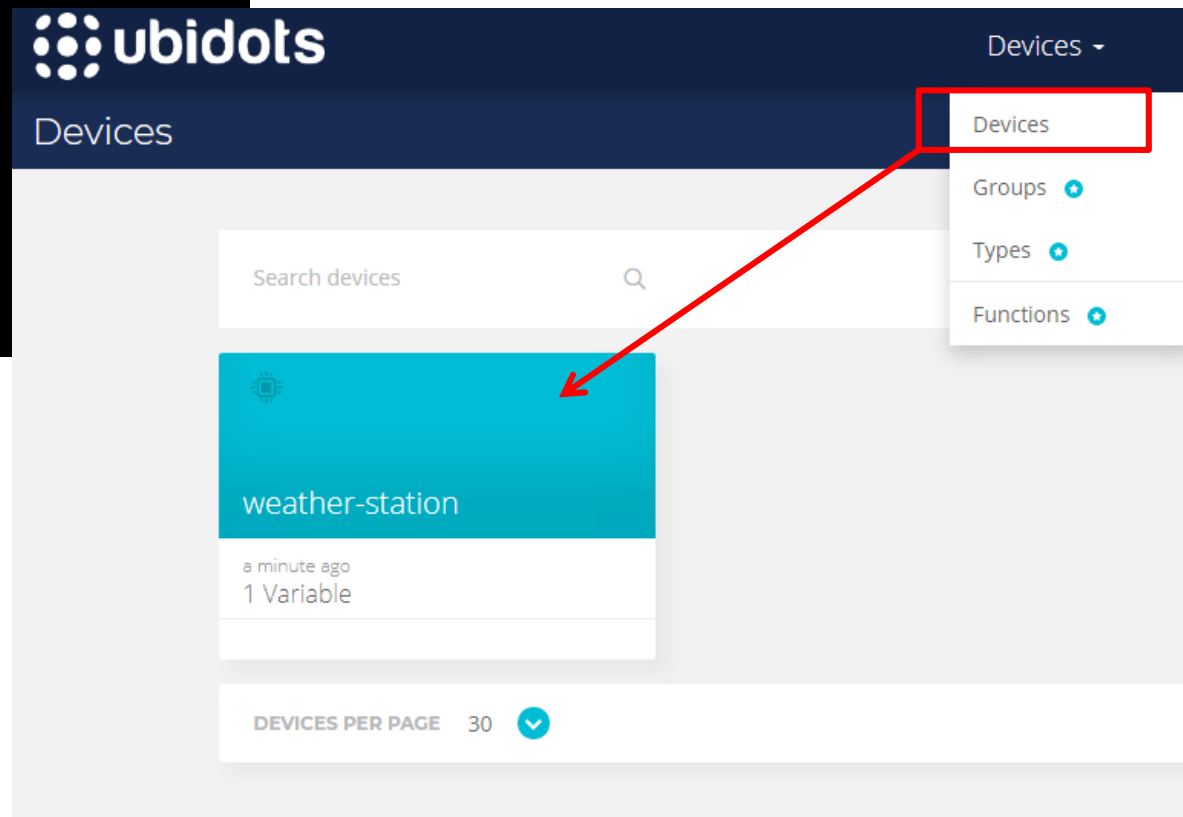 ubidots
Devices
Devices
Devices
Groups
Types
Functions
Search devices
weather-station
a minute ago
1 Variable
DEVICES PER PAGE 30